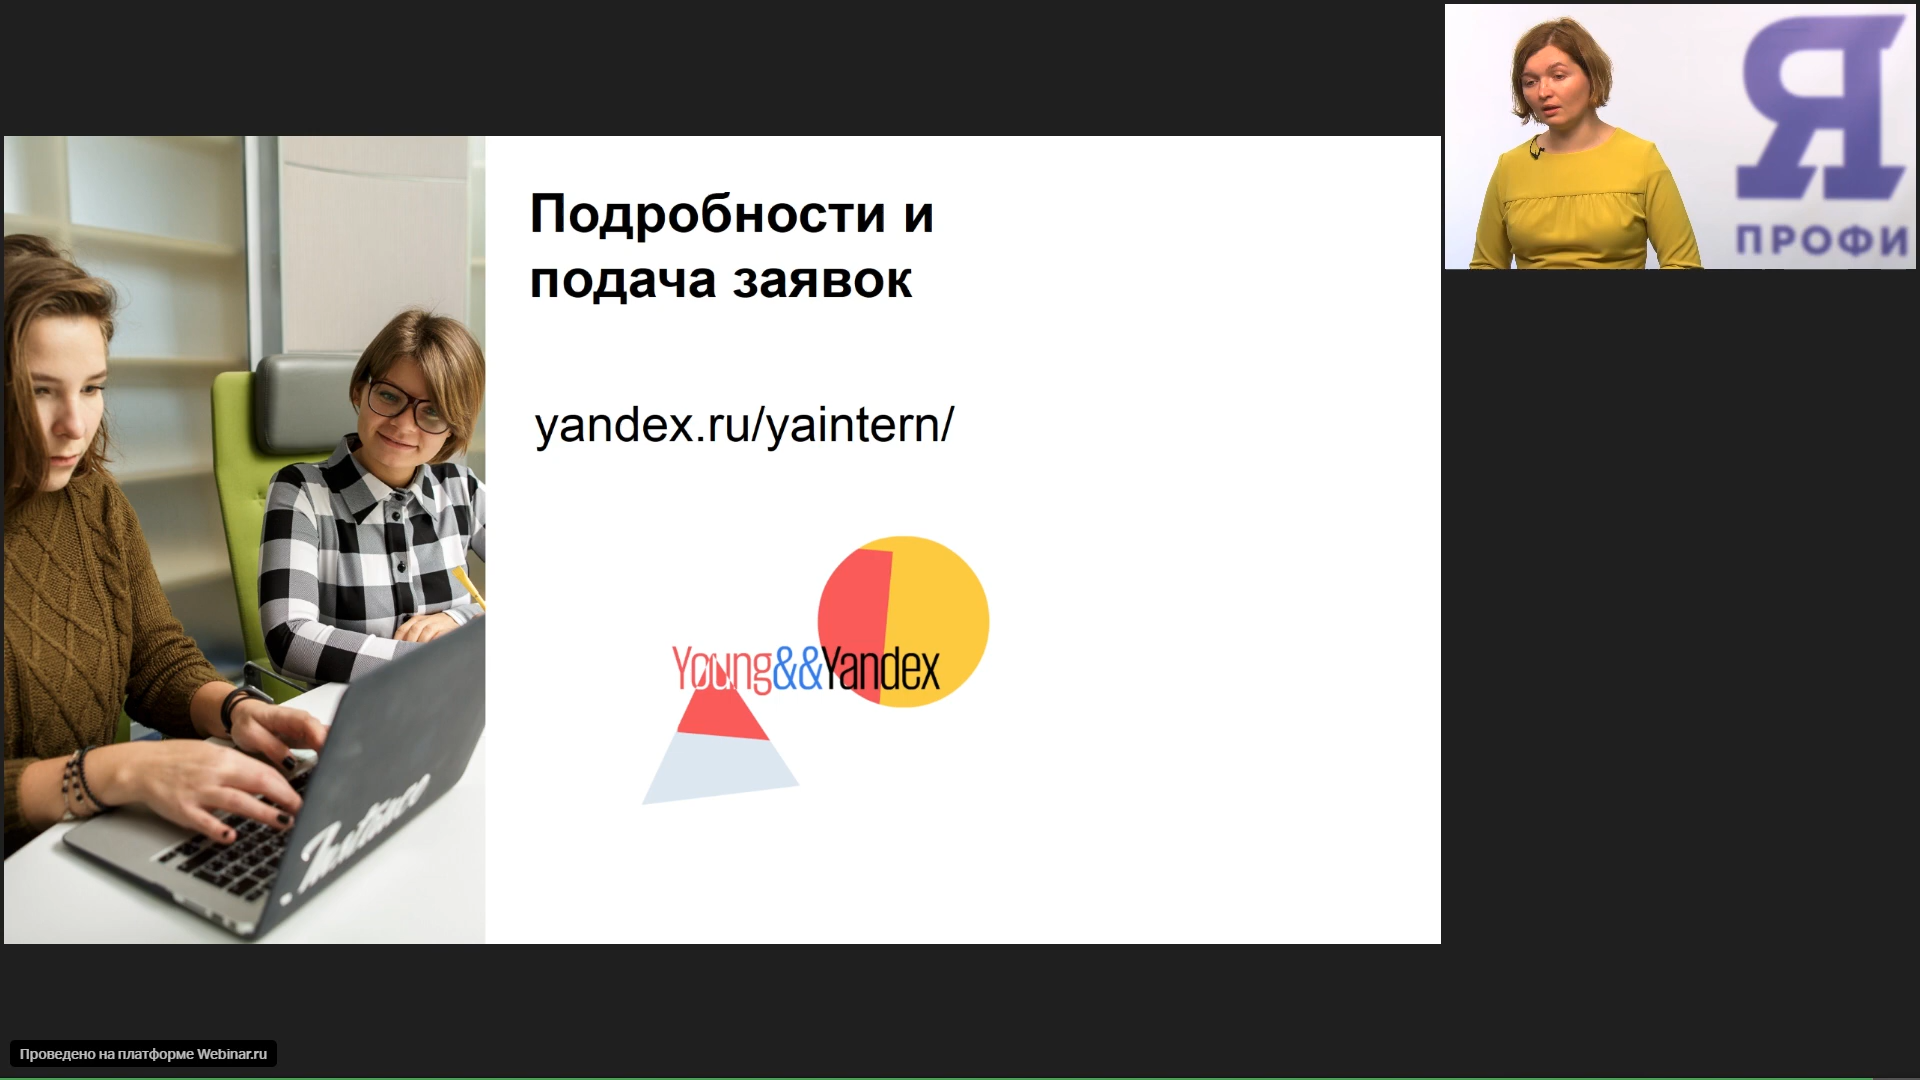 Подробности и
подача заявок
yandex.ru/yaintern/
Young&&Yandex
Я
ПРОФИ
Проведено на платформе Webinar.ru